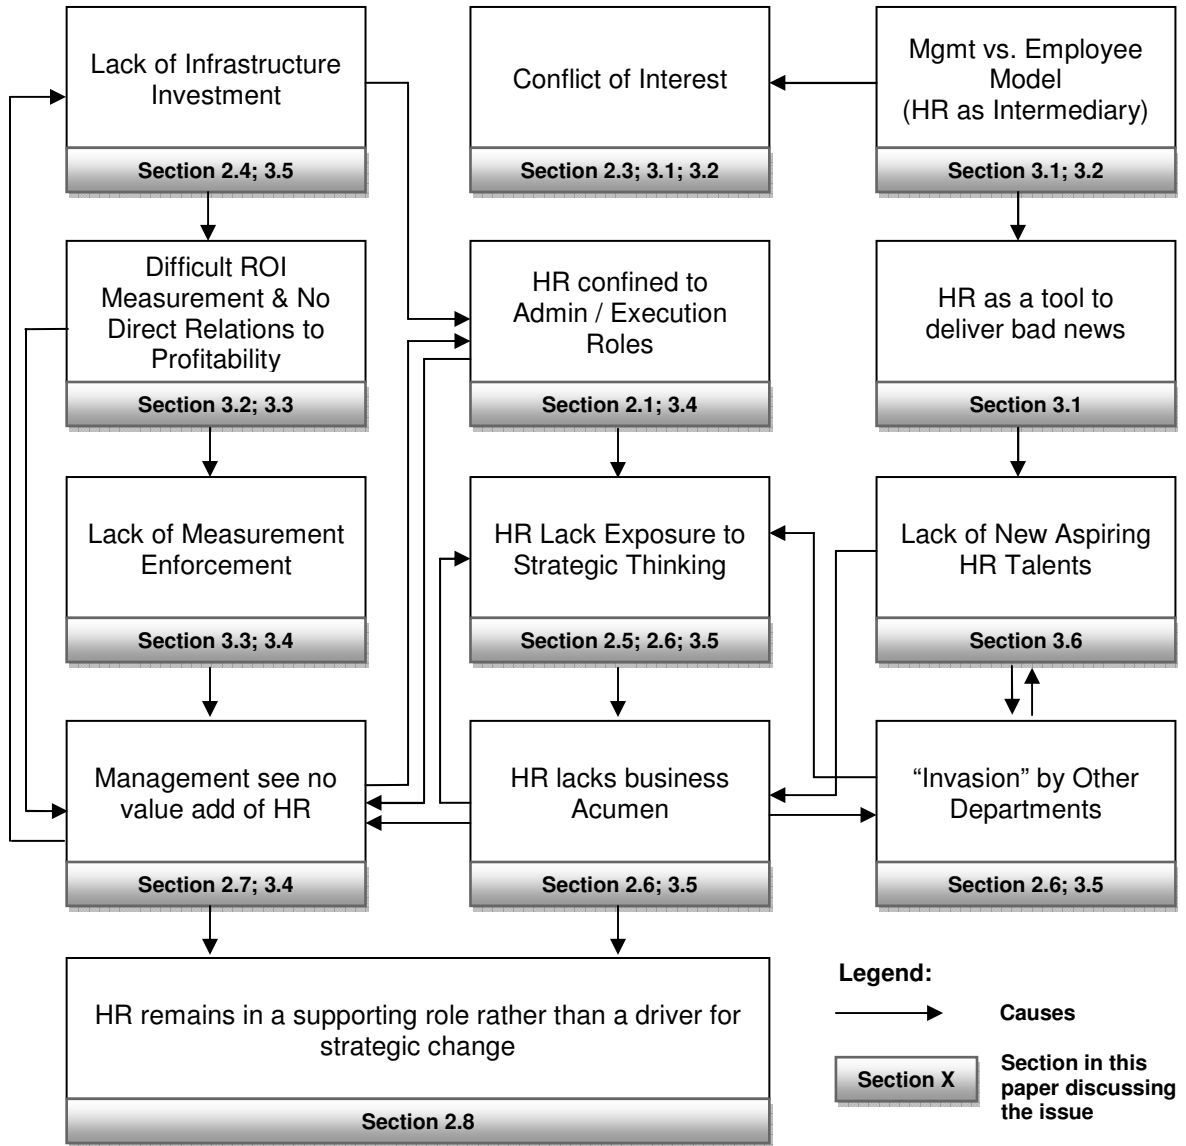 Lack of Infrastructure
Investment
Section 2.4; 3.5
Conflict of Interest
Section 2.3; 3.1; 3.2
Mgmt vs. Employee
Model
(HR as Intermediary)
Section 3.1; 3.2
Difficult ROI
Measurement & No
Direct Relations to
Profitability
Section 3.2; 3.3
HR confined to
Admin / Execution
Roles
Section 2.1; 3.4
HR as a tool to
deliver bad news
Section 3.1
Lack of Measurement
Enforcement
Section 3.3; 3.4
HR Lack Exposure to
Strategic Thinking
Section 2.5; 2.6; 3.5
Lack of New Aspiring
HR Talents
Section 3.6
Management see no
value add of HR
Section 2.7; 3.4
HR lacks business
Acumen
Section 2.6; 3.5
“Invasion” by Other
Departments
Section 2.6; 3.5
HR remains in a supporting role rather than a driver for
strategic change
Section 2.8
Legend:
Causes
Section X
Section in this
paper discussing
the issue